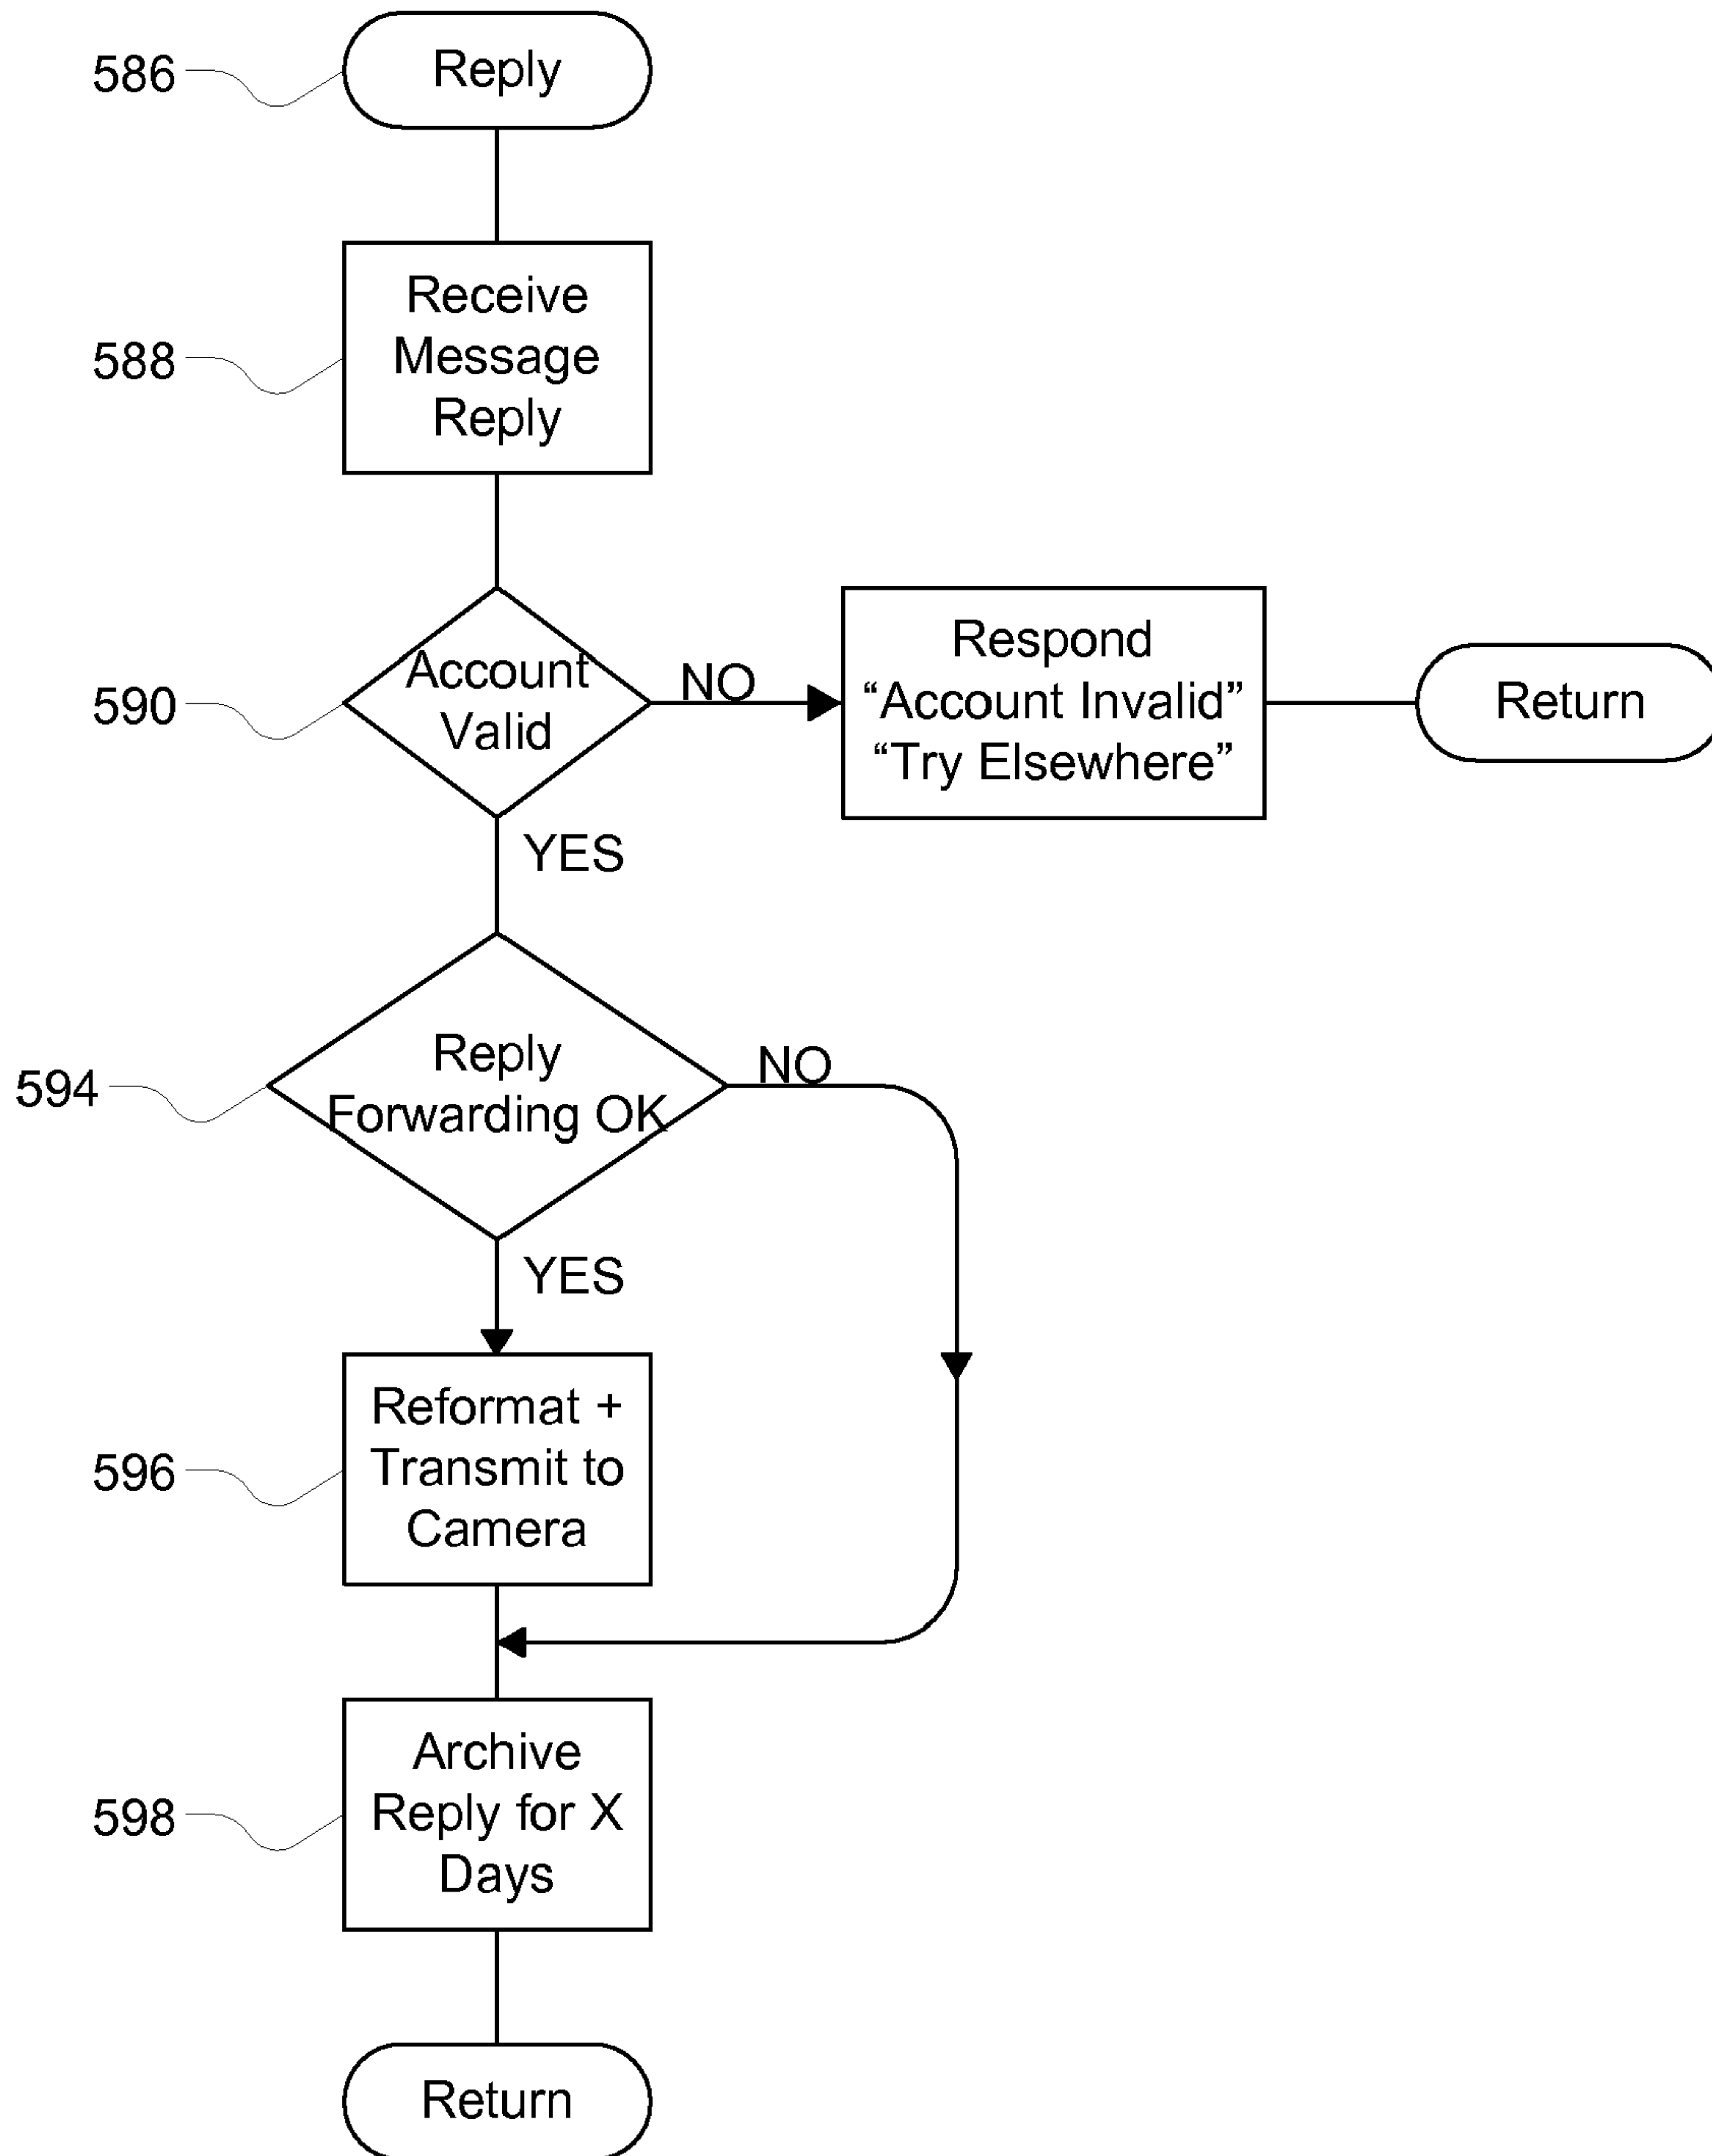 586
Reply
588
Receive
Message
Reply
590
Account
Valid
NO
Respond
“Account Invalid”
“Try Elsewhere”
Return
YES
594
Reply
Forwarding OK
NO
YES
596
Reformat +
Transmit to
Camera
598
Archive
Reply for X
Days
Return